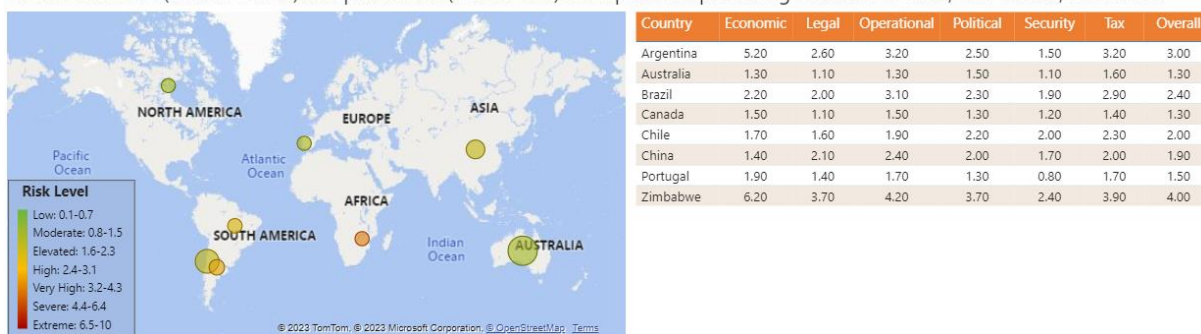 Country Economic Legal Operational Political Security Tax Overall
Argentina 5.20 2.60 3.20 2.50 1.50 3.20 3.00
Australia 1.30 1.10 1.30 1.50 1.10 1.60 1.30
Brazil 2.20 2.00 3.10 2.30 1.90 2.90 2.40
Canada 1.50 1.10 1.50 1.30 1.20 1.40 1.30
Chile 1.70 1.60 1.90 2.20 2.00 2.30 2.00
China 1.40 2.10 2.40 2.00 1.70 2.00 1.90
Portugal 1.90 1.40 1.70 1.30 0.80 1.70 1.50
Zimbabwe 6.20 3.70 4.20 3.70 2.40 3.90 4.00
NORTH AMERICA
EUROPE
ASIA
Pacific
Ocean
Atlantic
Ocean
AFRICA
SOUTH AMERICA
Indian
Ocean
AUSTRALIA
Risk Level
Low: 0.1-0.7
Moderate: 0.8-1.5
Elevated: 1.6-2.3
High: 2.4-3.1
Very High: 3.2-4.3
Severe: 4.4-6.4
Extreme: 6.5-10
© 2023 TomTom, © 2023 Microsoft Corporation, © OpenStreetMap Terms